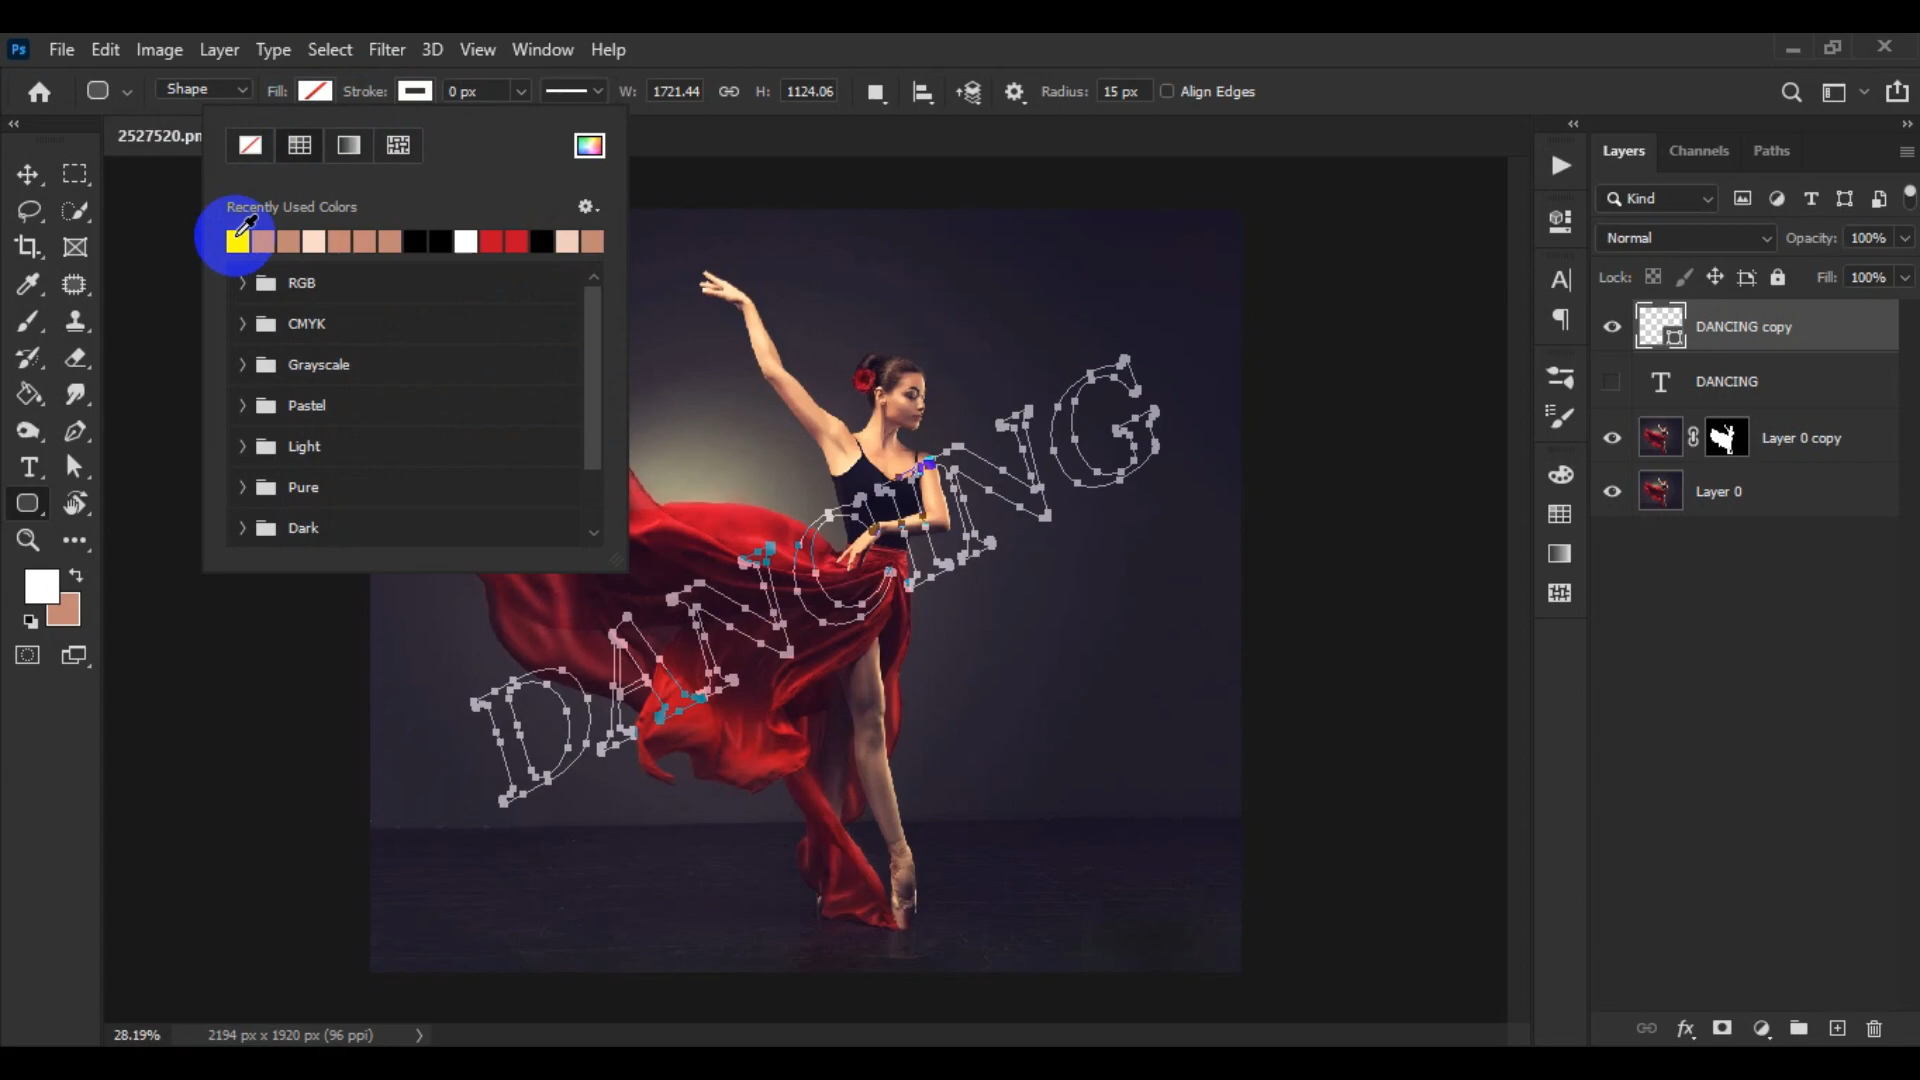 Ps File Edit Image Layer Type Select Filter 3D View Window Help
Shape Fill: Stroke: 0 px W: 1721.44 H: 1124.06 Radius: 15 px Align Edges
2527520.pn
Recently Used Colors
RGB
CMYK
Grayscale
Pastel
Light
Pure
Dark
DANCING
28.19% 2194 px x 1920 px (96 ppi)
Layers Channels Paths
Kind
Normal Opacity: 100%
Lock: Fill: 100%
DANCING copy
DANCING
Layer 0 copy
Layer 0